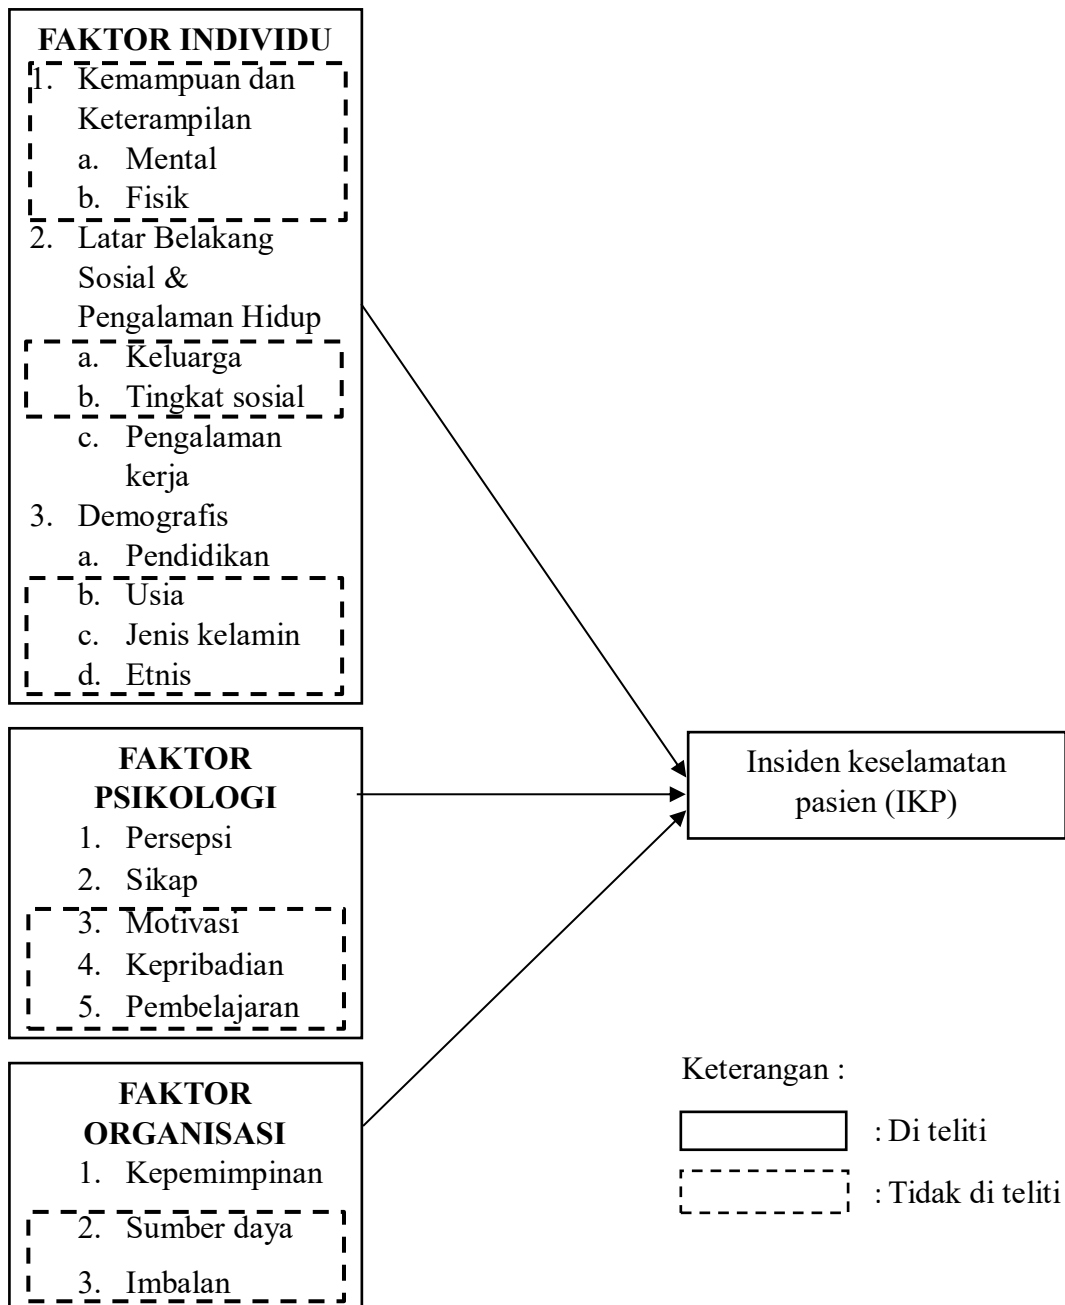 FAKTOR INDIVIDU
1. Kemampuan dan
Keterampilan
a. Mental
b. Fisik
2. Latar Belakang
Sosial &
Pengalaman Hidup
a. Keluarga
b. Tingkat sosial
c. Pengalaman
kerja
3. Demografis
a. Pendidikan
b. Usia
c. Jenis kelamin
d. Etnis
FAKTOR
PSIKOLOGI
1. Persepsi
2. Sikap
3. Motivasi
4. Kepribadian
5. Pembelajaran
FAKTOR
ORGANISASI
1. Kepemimpinan
2. Sumber daya
3. Imbalan
Insiden keselamatan
pasien (IKP)
Keterangan :
: Di teliti
: Tidak di teliti